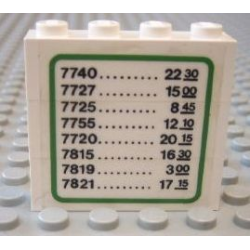 7740.......... 22 30
7727.......... 15 00
7725.......... 8 45
7755.......... 12 10
7720.......... 20 15
7815.......... 16 30
7819.......... 3 00
7821.......... 17 15